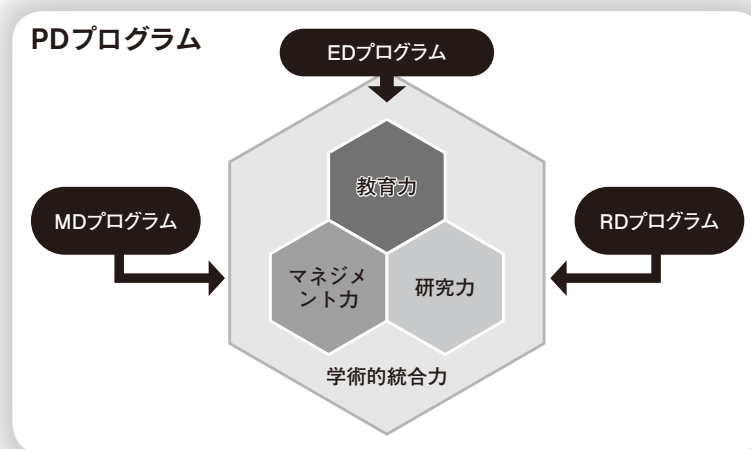 PDプログラム
EDプログラム
教育力
MDプログラム
RDプログラム
マネジメ
ント力
研究力
学術的統合力